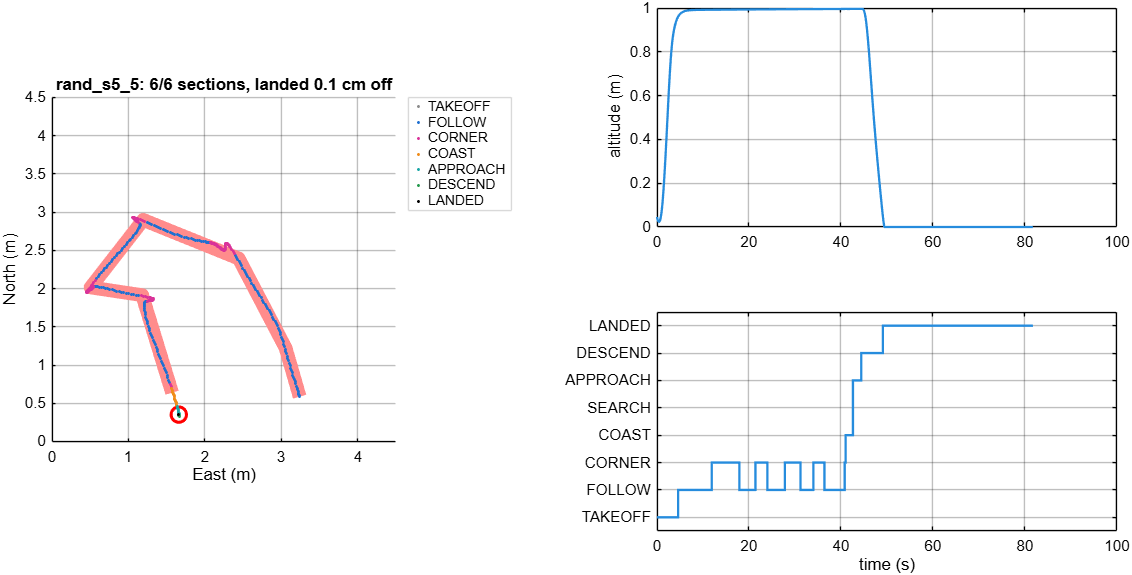 rand_s5_5: 6/6 sections, landed 0.1 cm off
4.5
4
3.5
3
2.5
2
1.5
1
0.5
0
0 1 2 3 4
East (m)
North (m)
TAKEOFF
FOLLOW
CORNER
COAST
APPROACH
DESCEND
LANDED
1
0.8
0.6
0.4
0.2
0
0 20 40 60 80 100
altitude (m)
LANDED
DESCEND
APPROACH
SEARCH
COAST
CORNER
FOLLOW
TAKEOFF
0 20 40 60 80 100
time (s)